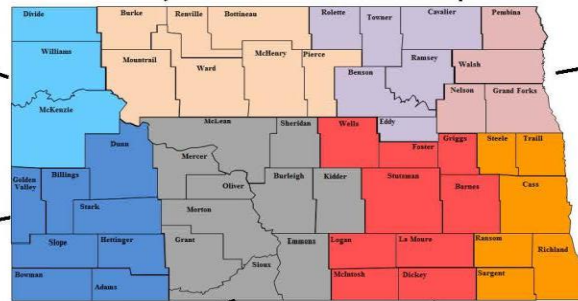 Divide
Burke
Renville
Bottineau
Rolette
Towner
Cavalier
Pembina
Williams
Mountrail
Ward
McHenry
Pierce
Benson
Ramsey
Walsh
McKenzie
Nelson
Grand Forks
McLean
Sheridan
Wells
Eddy
Foster
Griggs
Steele
Traill
Dunn
Mercer
Golden
Valley
Billings
Oliver
Burleigh
Kidder
Stutsman
Barnes
Cass
Stark
Morton
Slope
Hettinger
Grant
Sioux
Emmons
Logan
La Moure
Ransom
Richland
Bowman
Adams
McIntosh
Dickey
Sargent